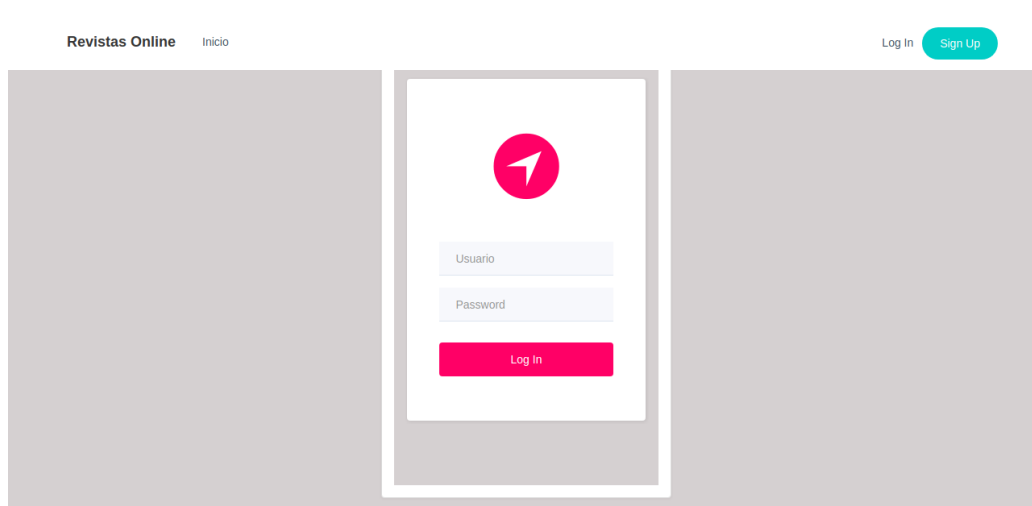 Revistas Online
Inicio
Log In
Sign Up
Usuario
Password
Log In